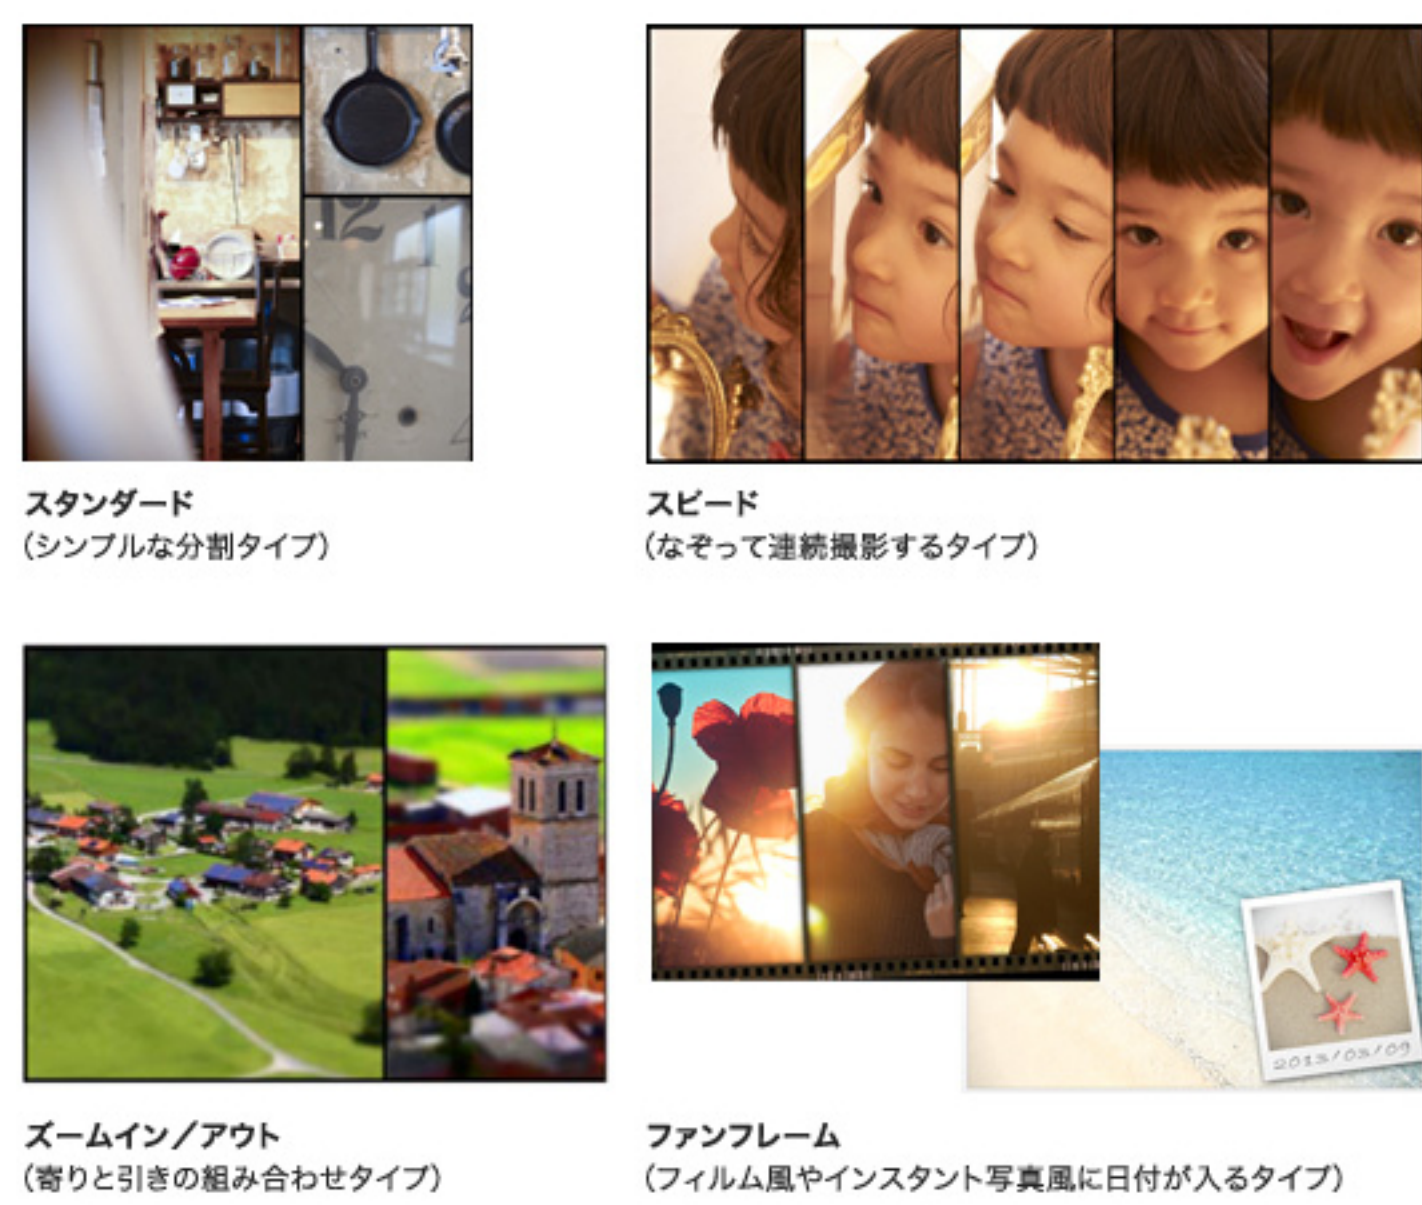 12
スタンダード
(シンプルな分割タイプ)
スピード
(なぞって連続撮影するタイプ)
2013/03/09
ズームイン/アウト
(寄りと引きの組み合わせタイプ)
ファンフレーム
(フィルム風やインスタント写真風に日付が入るタイプ)